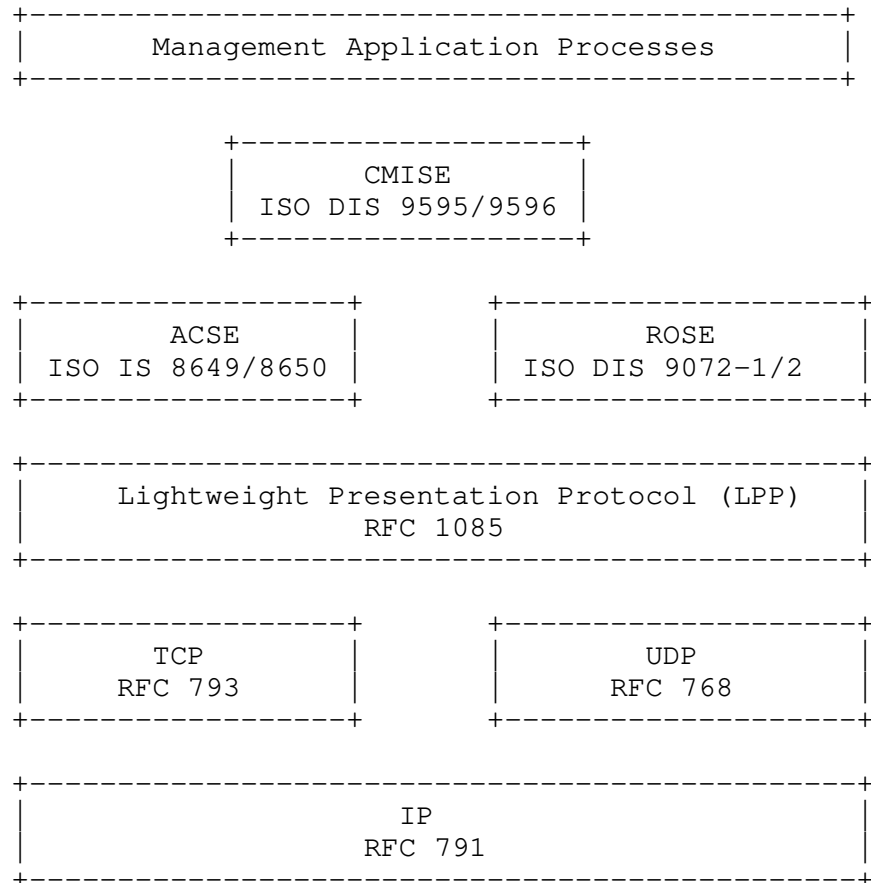 Management Application Processes
CMISE
ISO DIS 9595/9596
ACSE
ISO IS 8649/8650
ROSE
ISO DIS 9072-1/2
Lightweight Presentation Protocol (LPP)
RFC 1085
TCP
RFC 793
UDP
RFC 768
IP
RFC 791